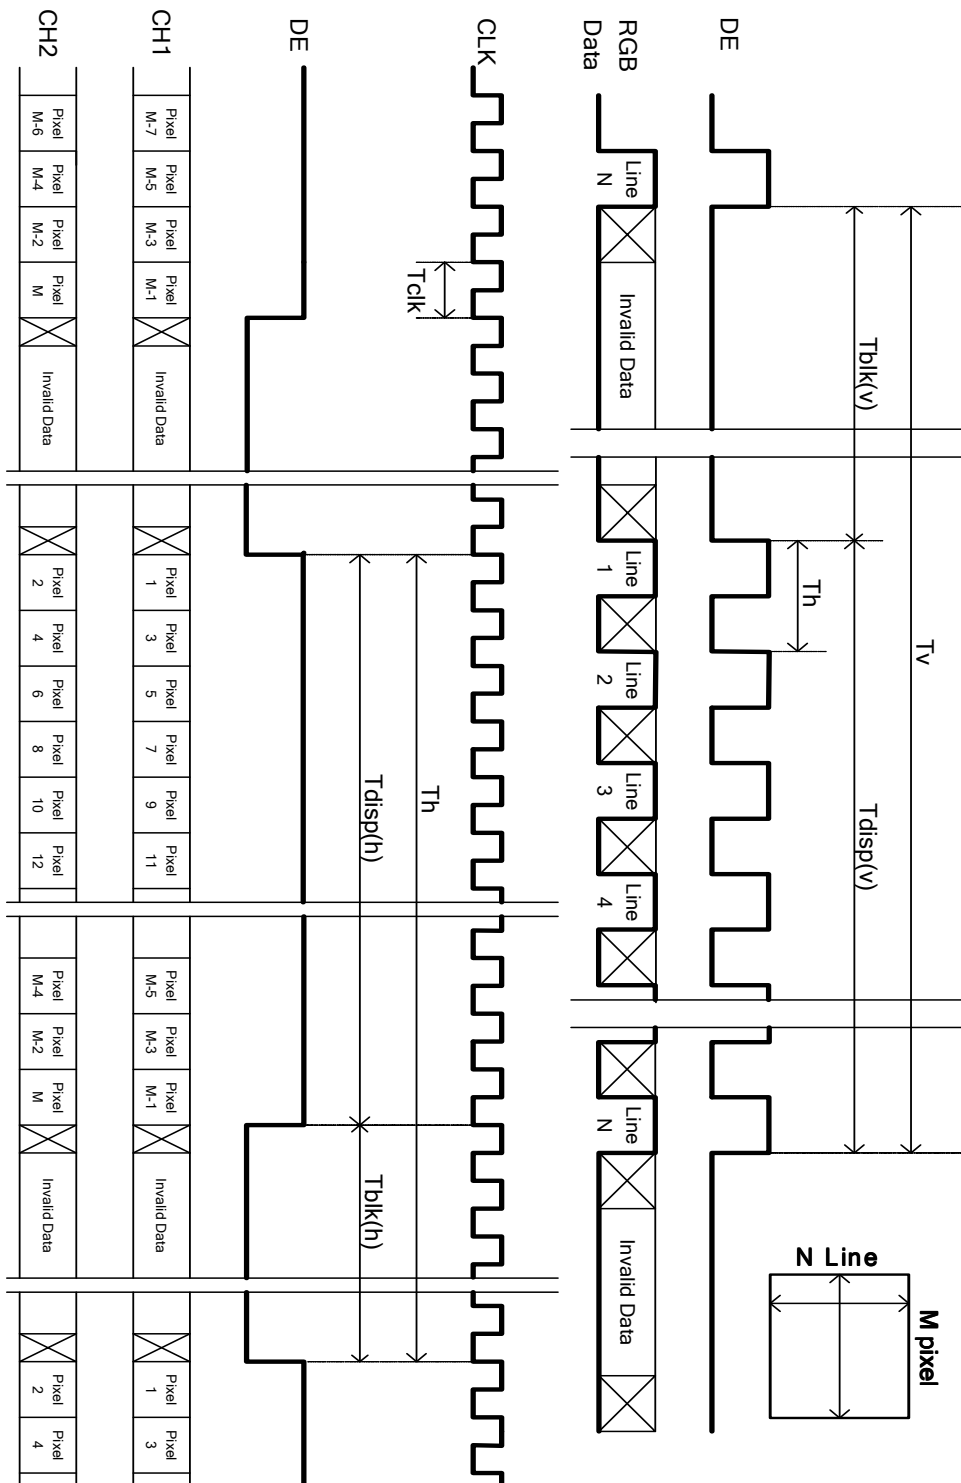 Tv
Tblk(v)
Tdisp(v)
Th
DE
RGB
Data
Line
N
Invalid Data
Line
1
Line
2
Line
3
Line
4
Line
N
Invalid Data
N Line
M pixel
CLK
Tclk
Th
Tdisp(h)
Tblk(h)
DE
CH1
Pixel
M-7
Pixel
M-5
Pixel
M-3
Pixel
M-1
Invalid Data
Pixel
1
Pixel
3
Pixel
5
Pixel
7
Pixel
9
Pixel
11
Pixel
M-5
Pixel
M-3
Pixel
M-1
Invalid Data
Pixel
1
Pixel
3
CH2
Pixel
M-6
Pixel
M-4
Pixel
M-2
Pixel
M
Invalid Data
Pixel
2
Pixel
4
Pixel
6
Pixel
8
Pixel
10
Pixel
12
Pixel
M-4
Pixel
M-2
Pixel
M
Invalid Data
Pixel
2
Pixel
4